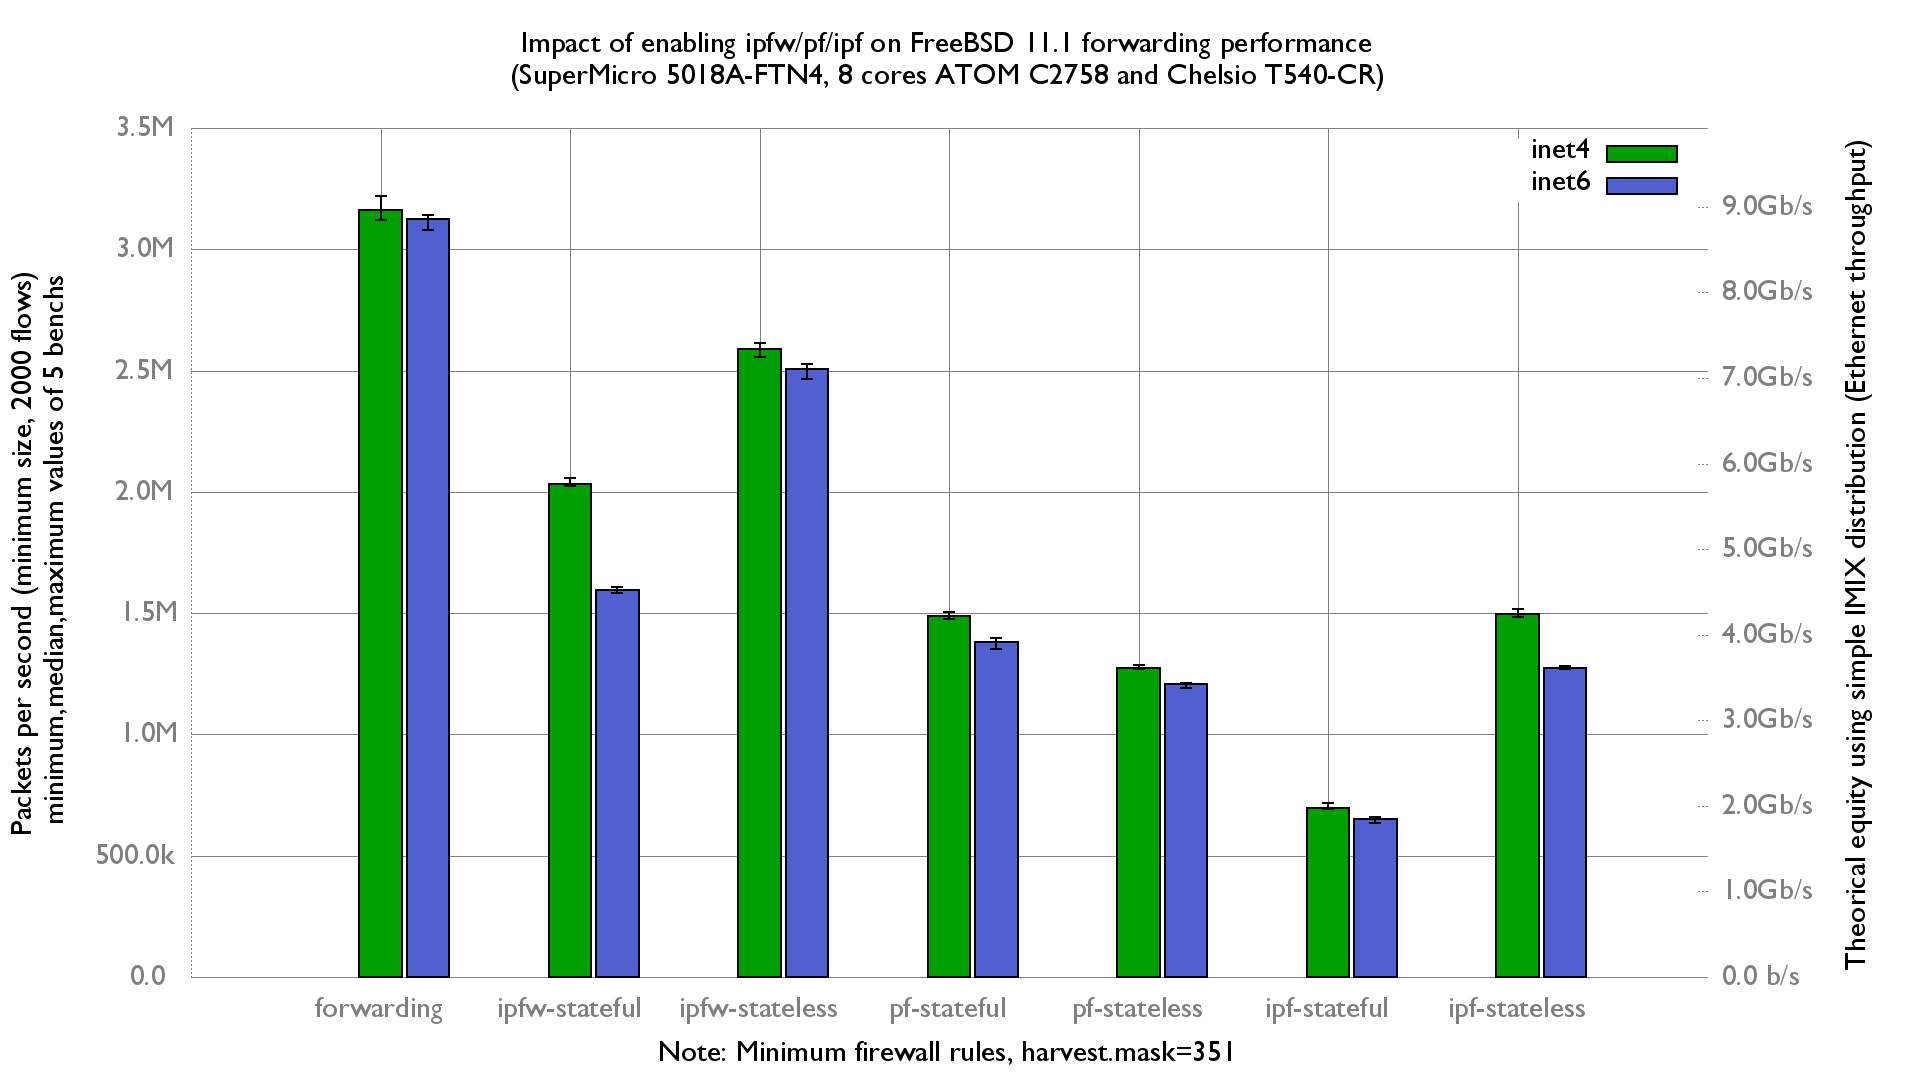 Impact of enabling ipfw/pf/ipf on FreeBSD 11.1 forwarding performance
(SuperMicro 5018A-FTN4, 8 cores ATOM C2758 and Chelsio T540-CR)
Packets per second (minimum size, 2000 flows)
minimum,median,maximum values of 5 benchs
3.5M
3.0M
2.5M
2.0M
1.5M
1.0M
500.0k
0.0
inet4
inet6
9.0Gb/s
8.0Gb/s
7.0Gb/s
6.0Gb/s
5.0Gb/s
4.0Gb/s
3.0Gb/s
2.0Gb/s
1.0Gb/s
0.0 b/s
Theorical equity using simple IMIX distribution (Ethernet throughput)
forwarding
ipfw-stateful
ipfw-stateless
pf-stateful
pf-stateless
ipf-stateful
ipf-stateless
Note: Minimum firewall rules, harvest.mask=351